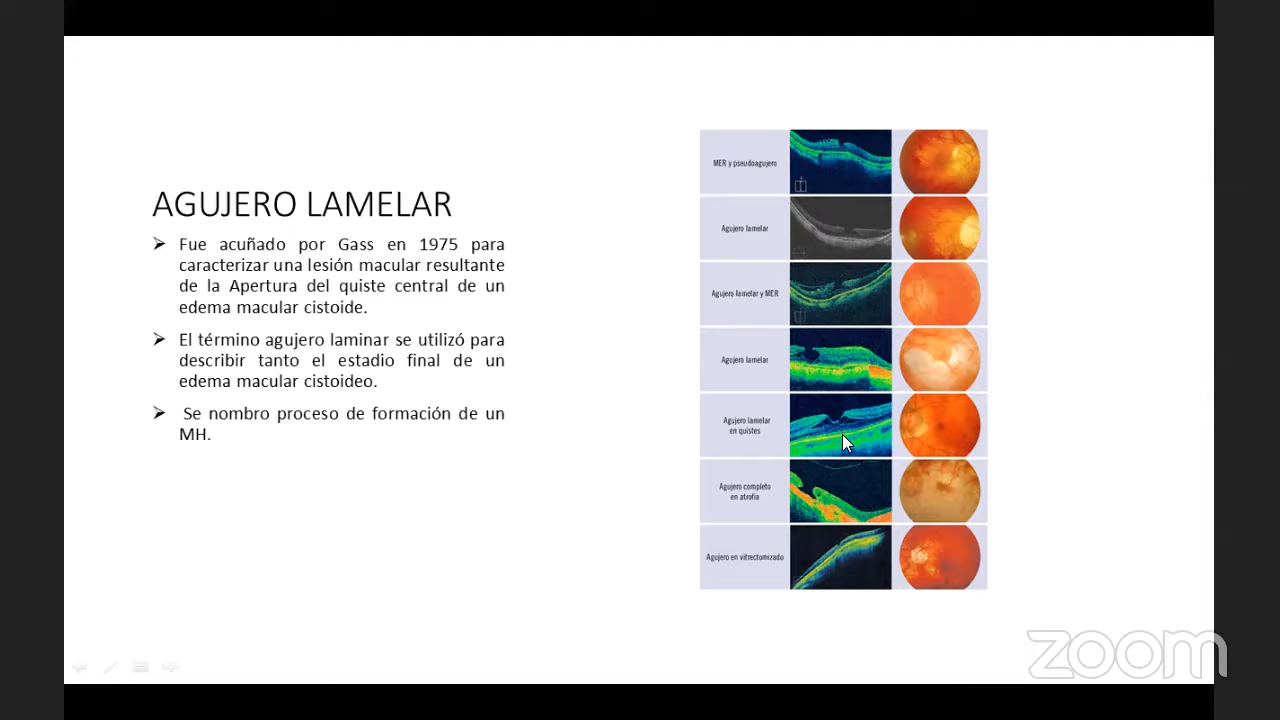 AGUJERO LAMELAR
➢ Fue acuñado por Gass en 1975 para
caracterizar una lesión macular resultante
de la Apertura del quiste central de un
edema macular cistoide.
➢ El término agujero laminar se utilizó para
describir tanto el estadio final de un
edema macular cistoideo.
➢ Se nombro proceso de formación de un
MH.
MER y pseudoagujero
Agujero lamelar
Agujero lamelar y MER
Agujero lamelar
Agujero lamelar
en quistes
Agujero completo
en atrofia
Agujero en vitrectomizado
zoom